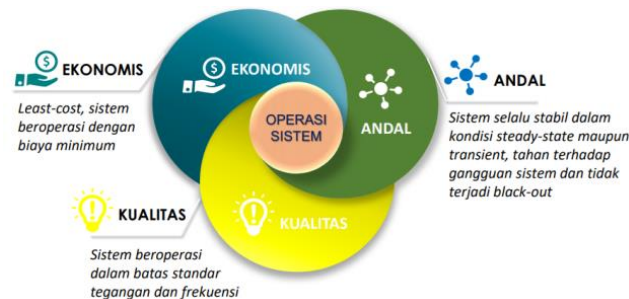 EKONOMIS
Least-cost, sistem
beroperasi dengan
biaya minimum
EKONOMIS
OPERASI
SISTEM
ANDAL
ANDAL
Sistem selalu stabil dalam
kondisi steady-state maupun
transient, tahan terhadap
gangguan sistem dan tidak
terjadi black-out
KUALITAS
Sistem beroperasi
dalam batas standar
tegangan dan frekuensi
KUALITAS